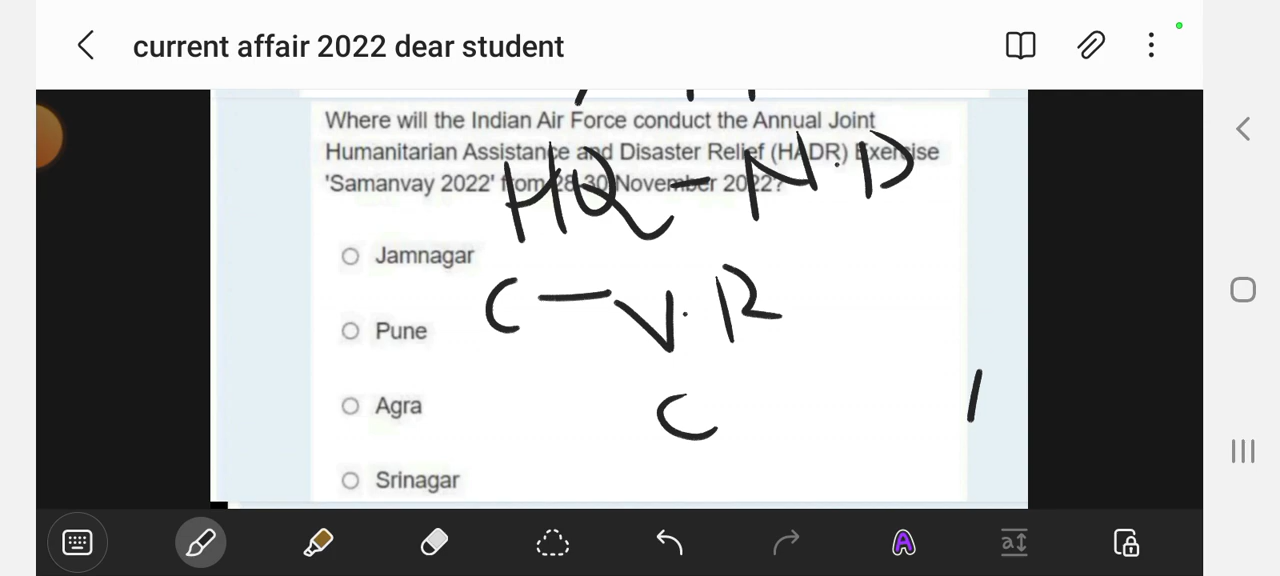 current affair 2022 dear student
Where will the Indian Air Force conduct the Annual Joint
Humanitarian Assistance and Disaster Relief (HADR) Exercise
'Samanvay 2022' from 28-30 November 2022?
HQ - N.D
Jamnagar
C - V.R
Pune
Agra
C
Srinagar